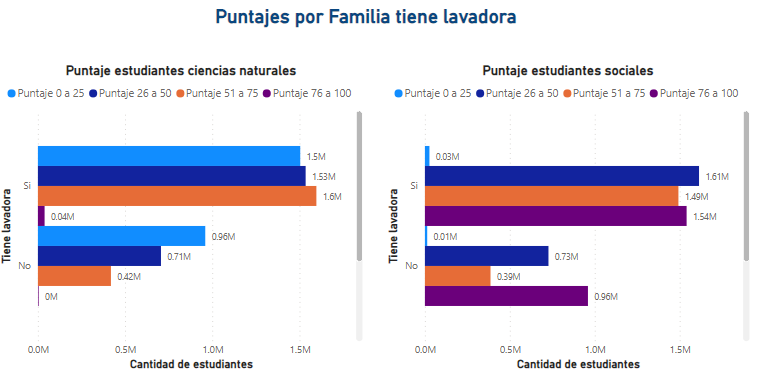 Puntajes por Familia tiene lavadora
Puntaje estudiantes ciencias naturales
Puntaje 0 a 25 Puntaje 26 a 50 Puntaje 51 a 75 Puntaje 76 a 100
Tiene lavadora
Si
1.5M
1.53M
1.6M
0.04M
No
0.96M
0.71M
0.42M
0M
0.0M 0.5M 1.0M 1.5M
Cantidad de estudiantes
Puntaje estudiantes sociales
Puntaje 0 a 25 Puntaje 26 a 50 Puntaje 51 a 75 Puntaje 76 a 100
Tiene lavadora
Si
0.03M
1.61M
1.49M
1.54M
No
0.01M
0.73M
0.39M
0.96M
0.0M 0.5M 1.0M 1.5M
Cantidad de estudiantes